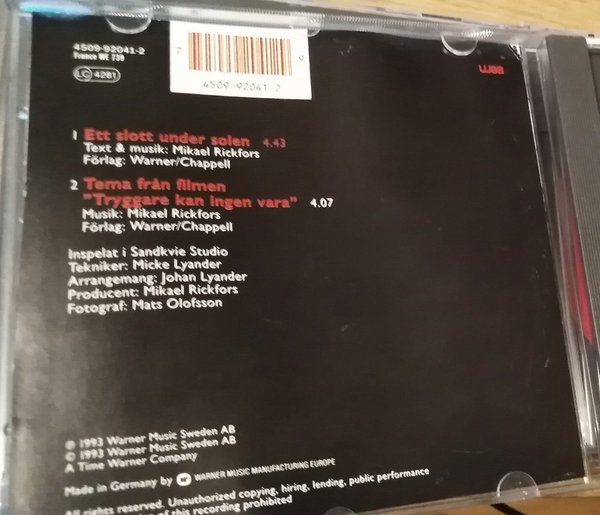 4509-92041-2
France WE 739
LC 4281
7
9
4509-92041 2
wea
1 Ett slott under solen 4.43
Text & musik: Mikael Rickfors
Förlag: Warner/Chappell
2 Tema från filmen
"Tryggare kan ingen vara" 4.07
Musik: Mikael Rickfors
Förlag: Warner/Chappell
Inspelat i Sandkvie Studio
Tekniker: Micke Lyander
Arrangemang: Johan Lyander
Producent: Mikael Rickfors
Fotograf: Mats Olofsson
℗ 1993 Warner Music Sweden AB
© 1993 Warner Music Sweden AB
A Time Warner Company
Made in Germany by WARNER MUSIC MANUFACTURING EUROPE
All rights reserved. Unauthorized copying, hiring, lending, public performance
of this recording prohibited